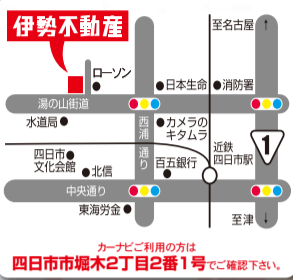 伊勢不動産
至名古屋
↑
ローソン
日本生命
消防署
湯の山街道
水道局
西浦通り
カメラの
キタムラ
1
四日市
文化会館
北信
百五銀行
近鉄
四日市駅
中央通り
東海労金
至津
↓
カーナビご利用の方は
四日市市堀木2丁目2番1号でご確認下さい。